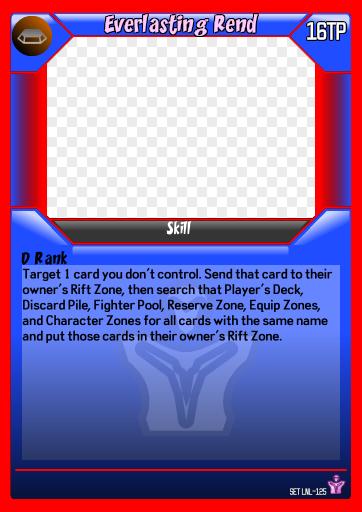 Everlasting Rend
16TP
Skill
D Rank
Target 1 card you don't control. Send that card to their
owner's Rift Zone, then search that Player's Deck,
Discard Pile, Fighter Pool, Reserve Zone, Equip Zones,
and Character Zones for all cards with the same name
and put those cards in their owner's Rift Zone.
SET LNL-125